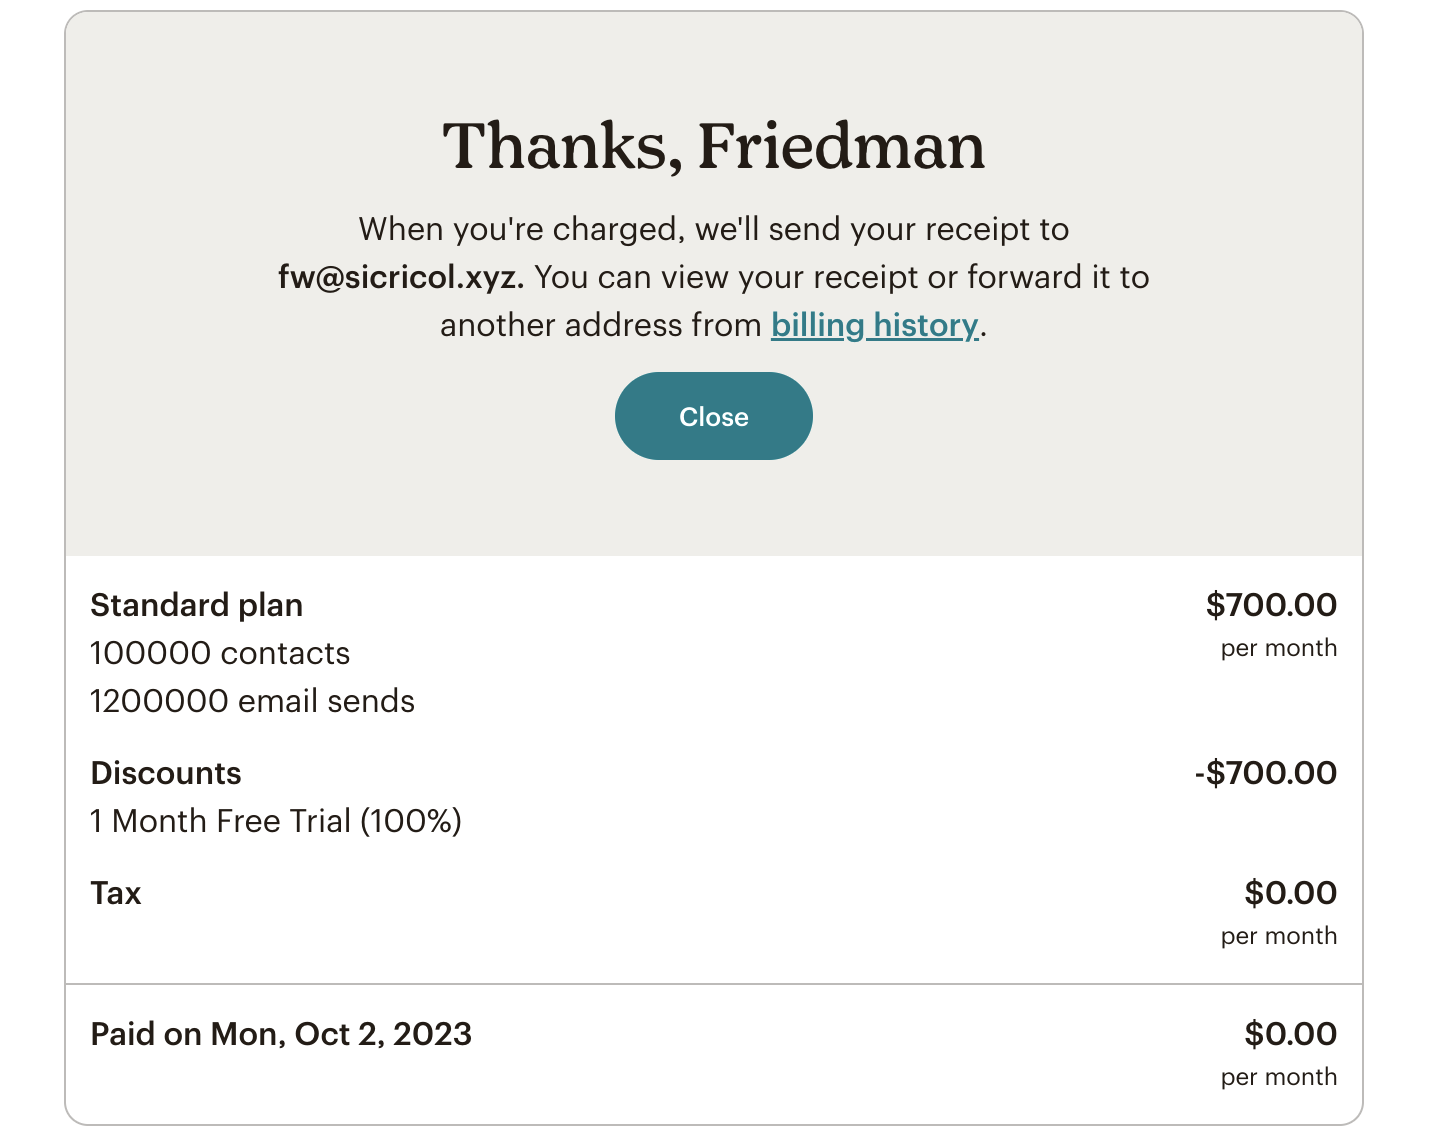 Thanks, Friedman
When you're charged, we'll send your receipt to
fw@sicricol.xyz. You can view your receipt or forward it to
another address from billing history.
Close
Standard plan
$700.00
100000 contacts
per month
1200000 email sends
Discounts
-$700.00
1 Month Free Trial (100%)
Tax
$0.00
per month
Paid on Mon, Oct 2, 2023
$0.00
per month